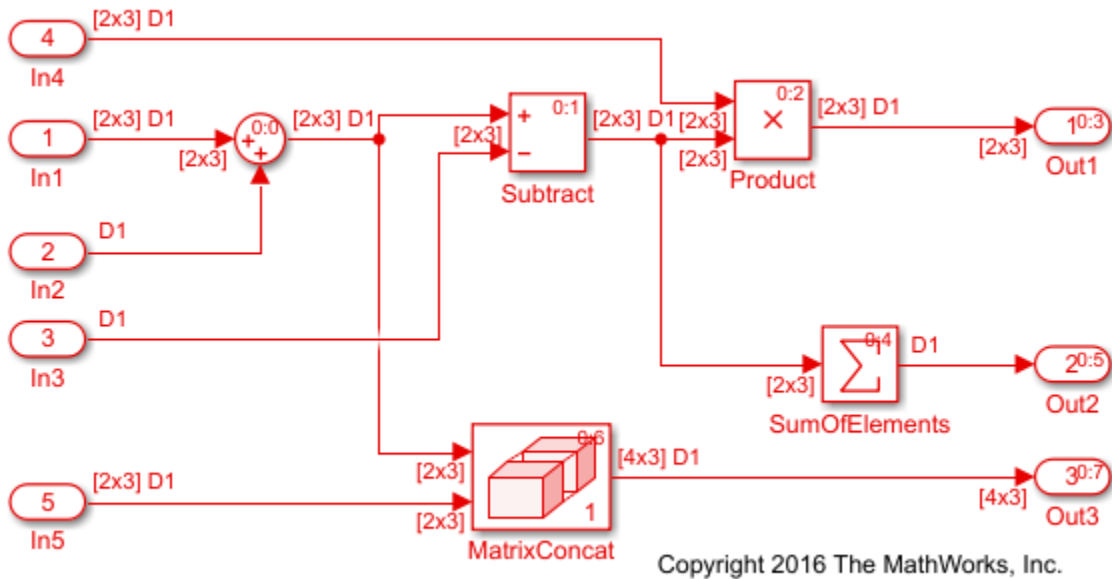 [2x3] D1
4
In4
[2x3] D1
1
In1
[2x3]
0:0
+
+
[2x3] D1
D1
2
In2
D1
3
In3
[2x3]
+
−
0:1
Subtract
[2x3] D1
[2x3]
[2x3]
0:2
×
Product
[2x3] D1
[2x3]
1
0:3
Out1
[2x3]
0:4
SumOfElements
D1
2
0:5
Out2
[2x3] D1
5
In5
[2x3]
[2x3]
0:6
1
MatrixConcat
[4x3] D1
[4x3]
3
0:7
Out3
Copyright 2016 The MathWorks, Inc.